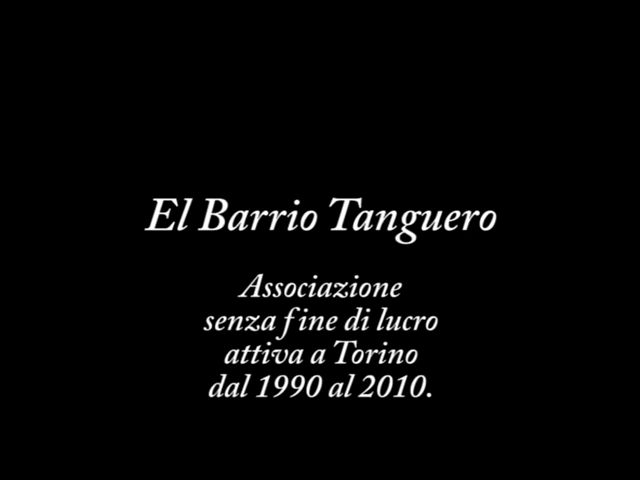 El Barrio Tanguero
Associazione
senza fine di lucro
attiva a Torino
dal 1990 al 2010.